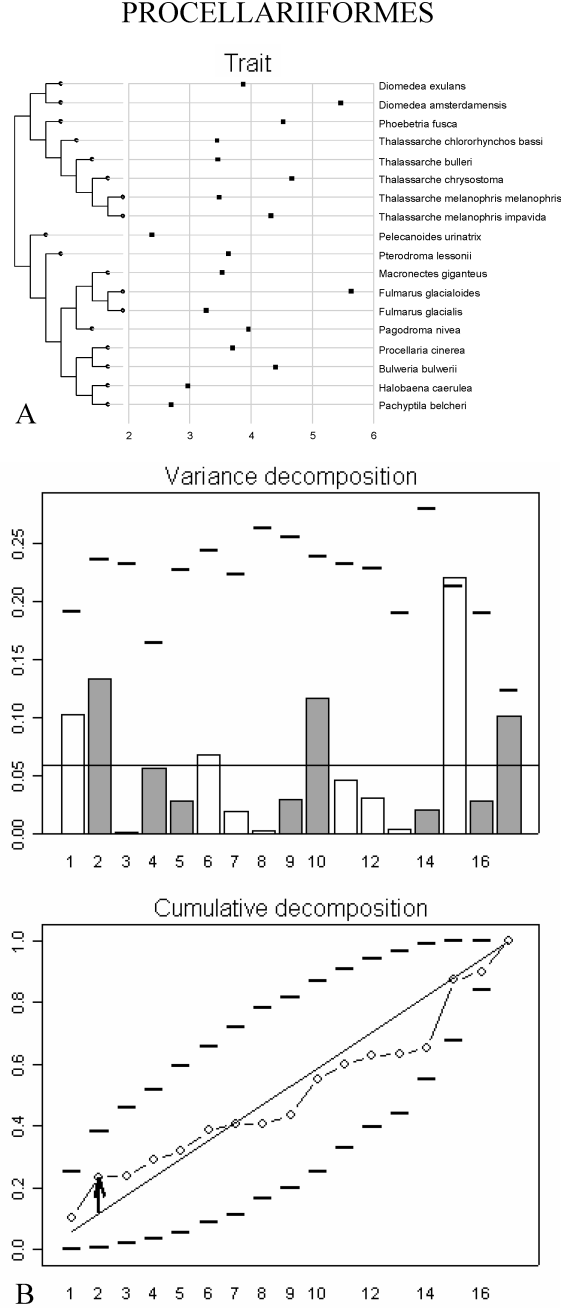 PROCELLARIIFORMES
Trait
Diomedea exulans
Diomedea amsterdamensis
Phoebetria fusca
Thalassarche chlororhynchos bassi
Thalassarche bulleri
Thalassarche chrysostoma
Thalassarche melanophris melanophris
Thalassarche melanophris impavida
Pelecanoides urinatrix
Pterodroma lessonii
Macronectes giganteus
Fulmarus glacialoides
Fulmarus glacialis
Pagodroma nivea
Procellaria cinerea
Bulweria bulwerii
Halobaena caerulea
Pachyptila belcheri
A
2 3 4 5 6
Variance decomposition
0.25
0.20
0.15
0.10
0.05
0.00
1 2 3 4 5 6 7 8 9 10 12 14 16
Cumulative decomposition
1.0
0.8
0.6
0.4
0.2
0.0
1 2 3 4 5 6 7 8 9 10 12 14 16
B